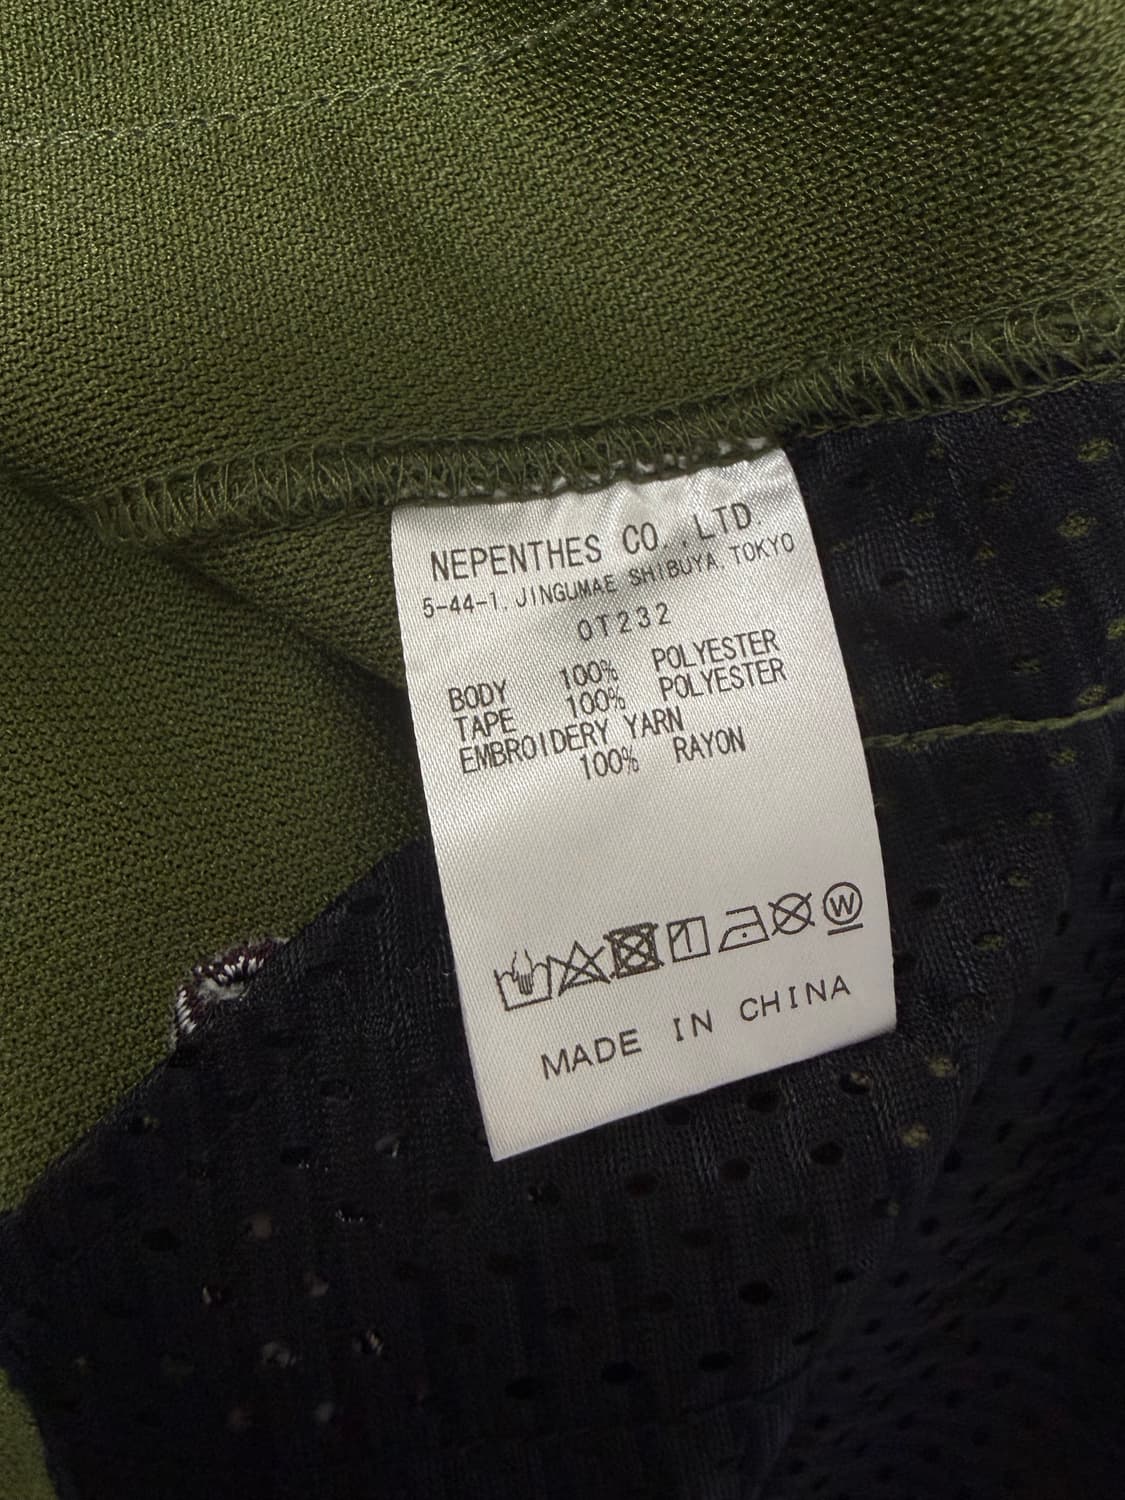 NEPENTHES CO.,LTD.
5-44-1, JINGUMAE SHIBUYA, TOKYO
OT232
BODY 100% POLYESTER
TAPE 100% POLYESTER
EMBROIDERY YARN
100% RAYON
W
MADE IN CHINA